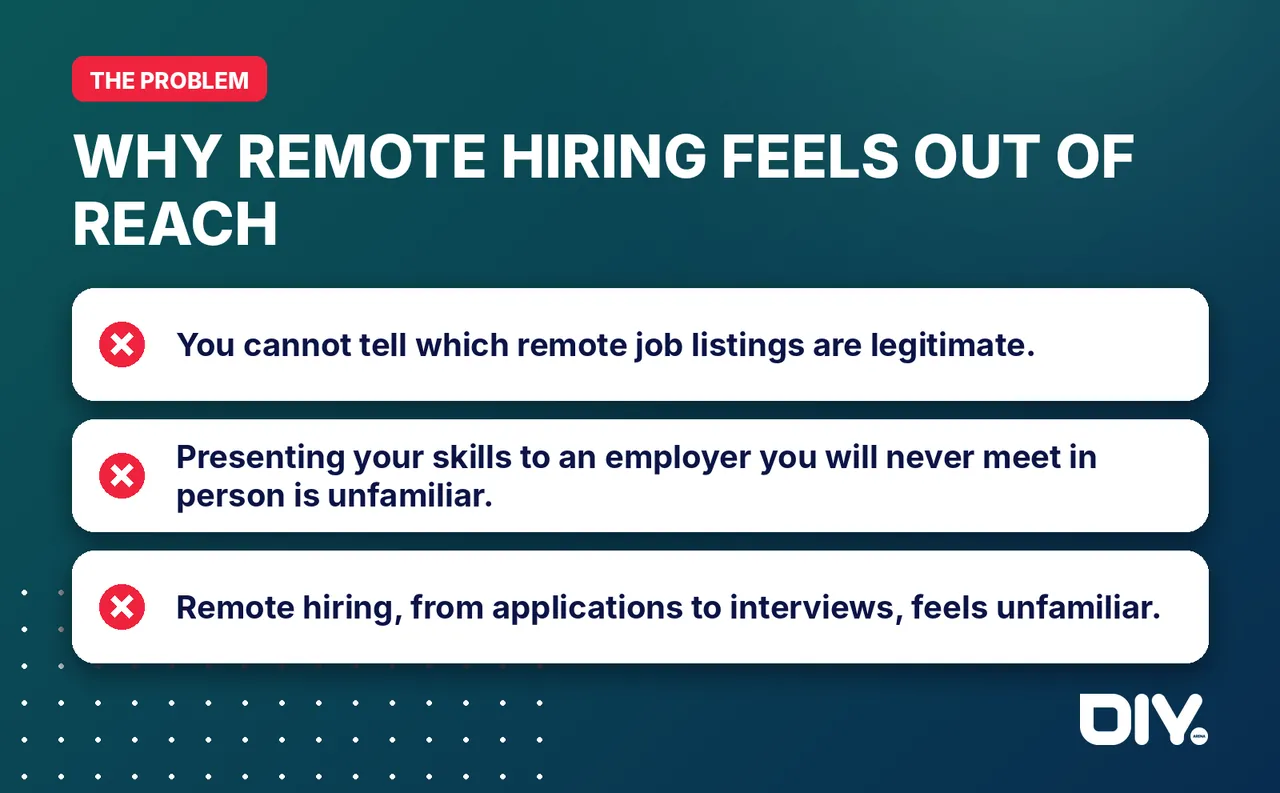 THE PROBLEM
WHY REMOTE HIRING FEELS OUT OF
REACH
You cannot tell which remote job listings are legitimate.
Presenting your skills to an employer you will never meet in
person is unfamiliar.
Remote hiring, from applications to interviews, feels unfamiliar.
DIY.
ARENA